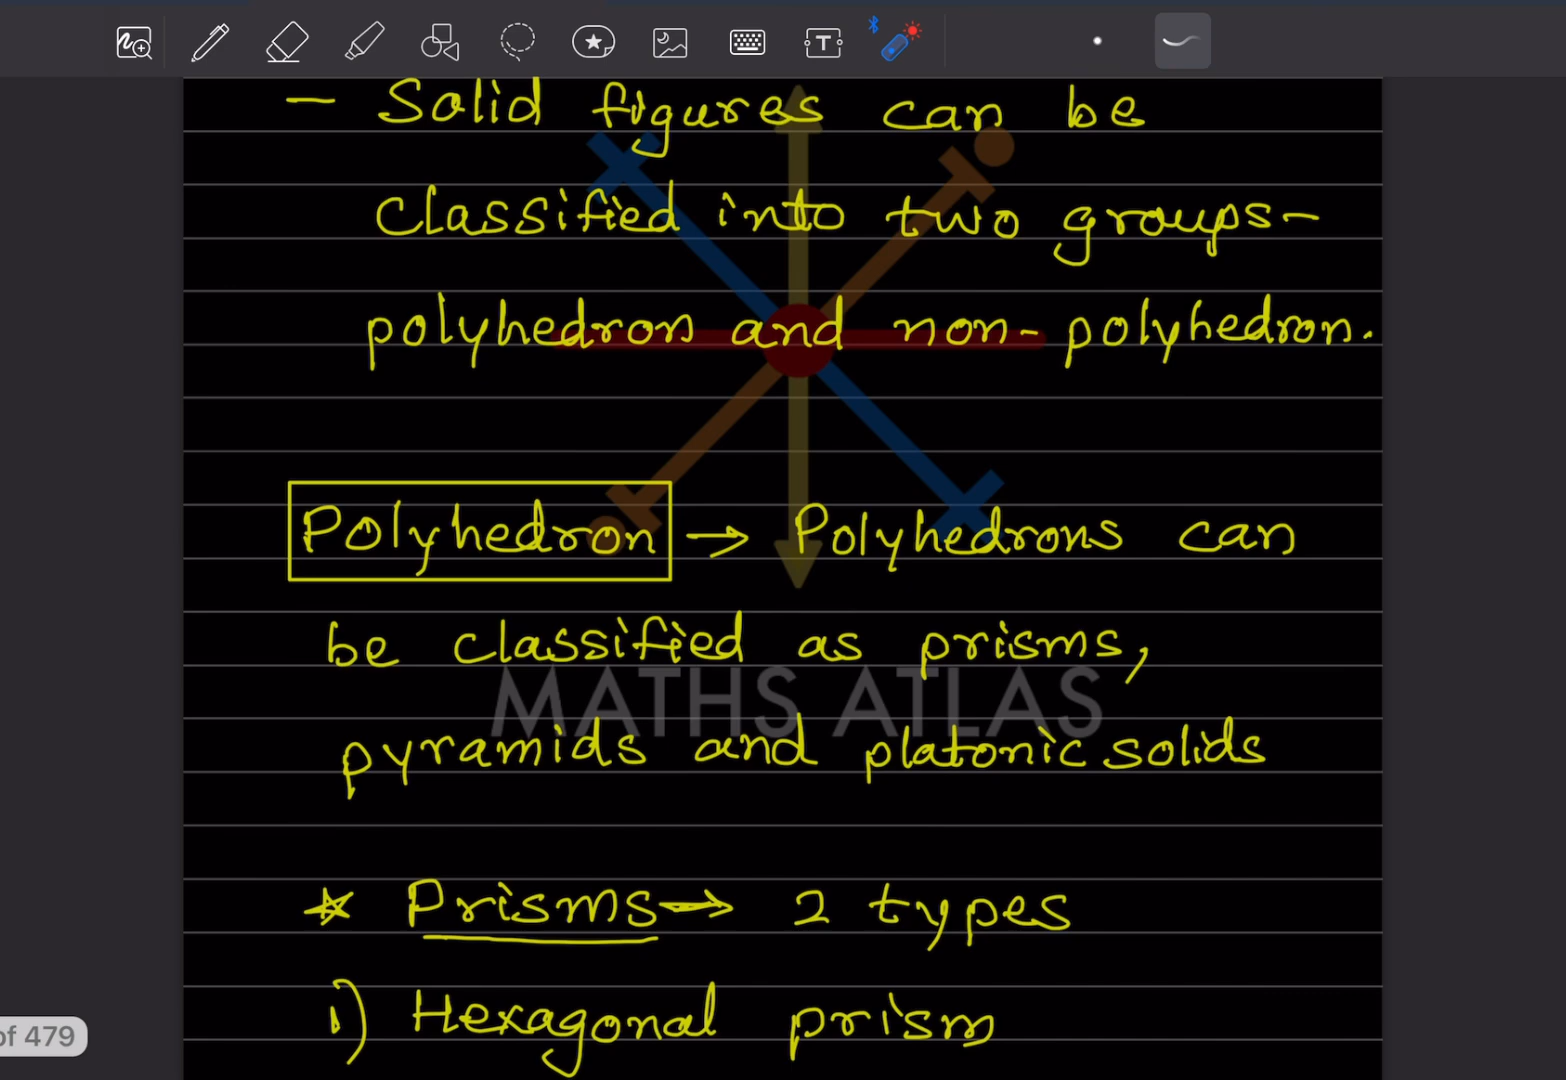 - Solid figures can be
classified into two groups-
polyhedron and non-polyhedron.
Polyhedron → Polyhedrons can
be classified as prisms,
MATHS ATLAS
pyramids and platonic solids
* Prisms → 2 types
i) Hexagonal prism
of 479